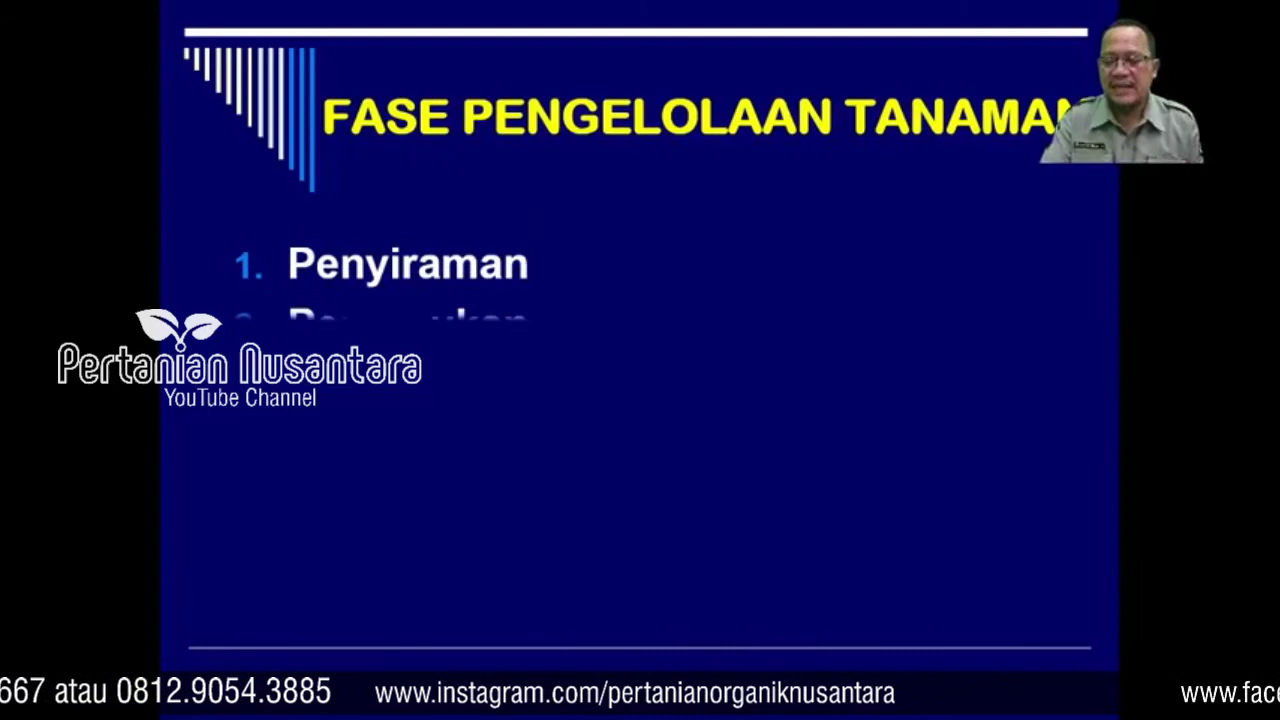 FASE PENGELOLAAN TANAMAN
1. Penyiraman
2.
Pertanian Nusantara
YouTube Channel
667 atau 0812.9054.3885 www.instagram.com/pertanianorganiknusantara www.face